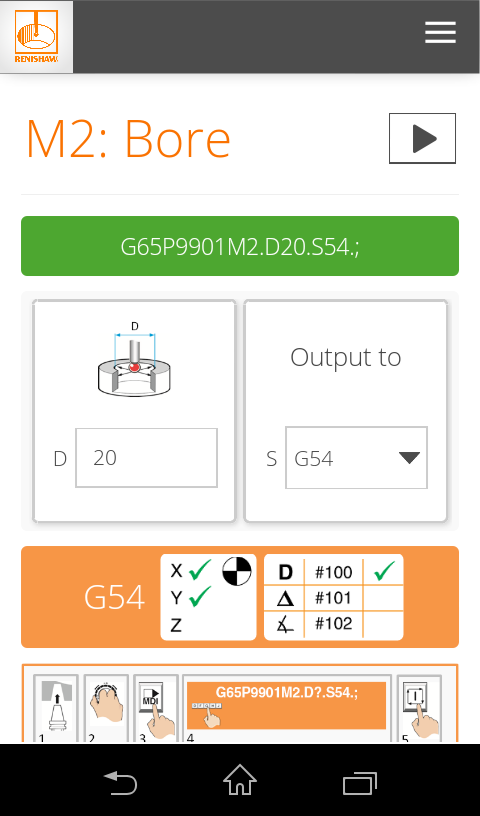 RENISHAW
M2: Bore
G65P9901M2.D20.S54.;
D
Output to
D 20
S G54
G54
X
Y
Z
D #100
Δ #101
∡ #102
MDI
G65P9901M2.D?.S54.;
1
2
3
4
5